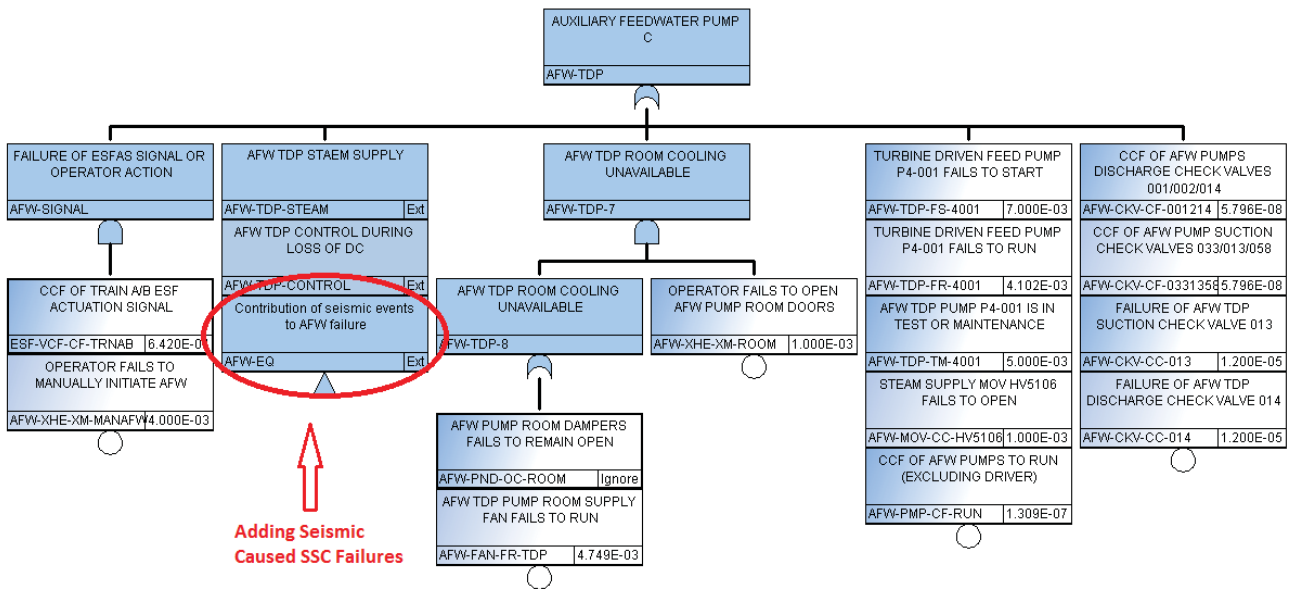 AUXILIARY FEEDWATER PUMP
C
AFW-TDP
FAILURE OF ESFAS SIGNAL OR
OPERATOR ACTION
AFW-SIGNAL
CCF OF TRAIN A/B ESF
ACTUATION SIGNAL
ESF-VCF-CF-TRNAB
OPERATOR FAILS TO
MANUALLY INITIATE AFW
AFW-XHE-XM-MANAFW 4.000E-03
AFW TDP STAEM SUPPLY
AFW-TDP-STEAM Ext
AFW TDP CONTROL DURING
LOSS OF DC
AFW-TDP-CONTROL Ext
Contribution of seismic events
to AFW failure
AFW-EQ Ext
Adding Seismic
Caused SSC Failures
AFW TDP ROOM COOLING
UNAVAILABLE
AFW-TDP-7
AFW TDP ROOM COOLING
UNAVAILABLE
AFW-TDP-8
AFW PUMP ROOM DAMPERS
FAILS TO REMAIN OPEN
AFW-PND-OC-ROOM Ignore
AFW TDP PUMP ROOM SUPPLY
FAN FAILS TO RUN
AFW-FAN-FR-TDP 4.749E-03
OPERATOR FAILS TO OPEN
AFW PUMP ROOM DOORS
AFW-XHE-XM-ROOM 1.000E-03
TURBINE DRIVEN FEED PUMP
P4-001 FAILS TO START
AFW-TDP-FS-4001 7.000E-03
TURBINE DRIVEN FEED PUMP
P4-001 FAILS TO RUN
AFW-TDP-FR-4001 4.102E-03
AFW TDP PUMP P4-001 IS IN
TEST OR MAINTENANCE
AFW-TDP-TM-4001 5.000E-03
STEAM SUPPLY MOV HV5106
FAILS TO OPEN
AFW-MOV-CC-HV5106 1.000E-03
CCF OF AFW PUMPS TO RUN
(EXCLUDING DRIVER)
AFW-PMP-CF-RUN 1.309E-07
CCF OF AFW PUMPS
DISCHARGE CHECK VALVES
001/002/014
AFW-CKV-CF-001214 5.796E-08
CCF OF AFW PUMP SUCTION
CHECK VALVES 033/013/058
AFW-CKV-CF-0331358 5.796E-08
FAILURE OF AFW TDP
SUCTION CHECK VALVE 013
AFW-CKV-CC-013 1.200E-05
FAILURE OF AFW TDP
DISCHARGE CHECK VALVE 014
AFW-CKV-CC-014 1.200E-05